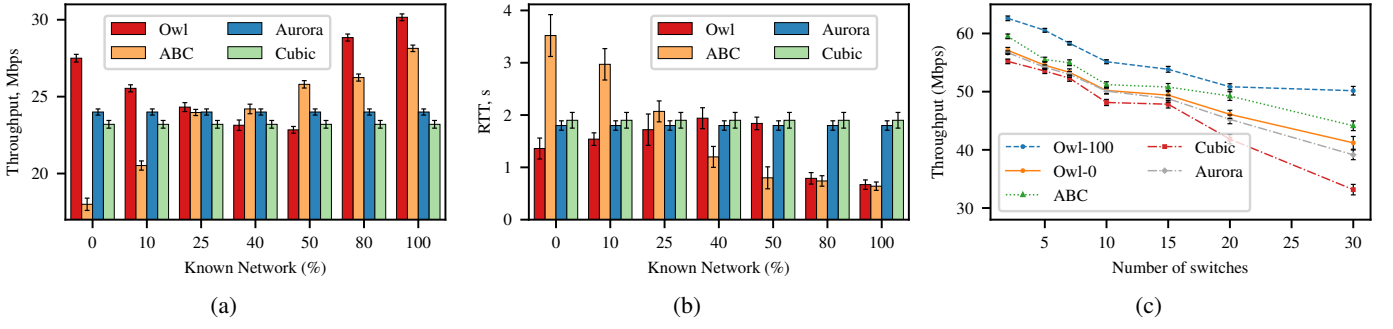 Throughput, Mbps
30
25
20
Owl
ABC
Aurora
Cubic
0 10 25 40 50 80 100
Known Network (%)
(a)
RTT, s
4
3
2
1
0
Owl
ABC
Aurora
Cubic
0 10 25 40 50 80 100
Known Network (%)
(b)
Throughput (Mbps)
60
50
40
30
Owl-100
Owl-0
ABC
Cubic
Aurora
5 10 15 20 25 30
Number of switches
(c)